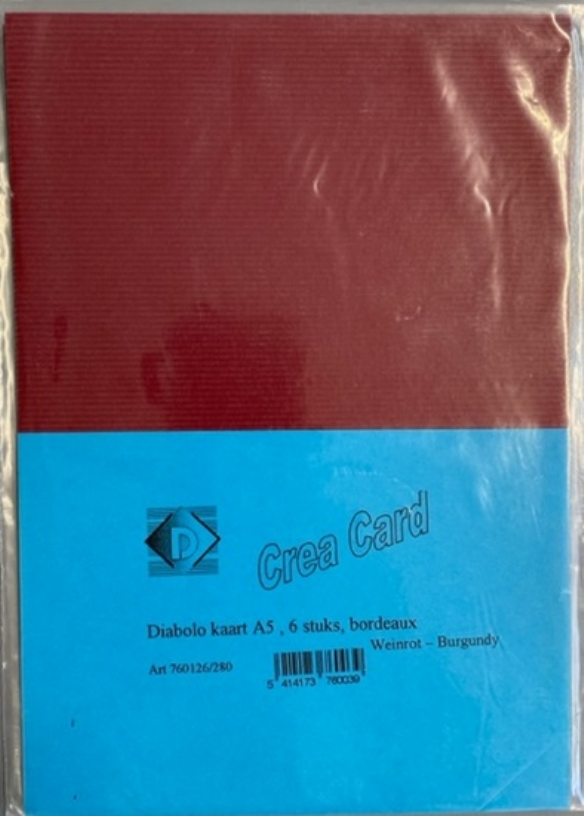 D
Crea Card
Diabolo kaart A5 , 6 stuks, bordeaux
Weinrot – Burgundy
Art 760126/280
5 414173 760039